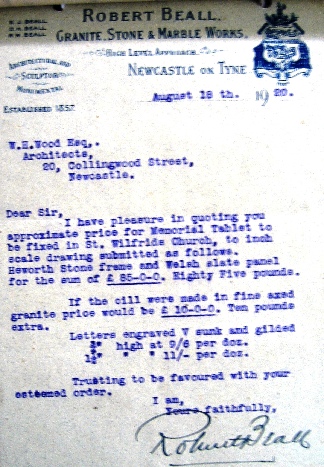 R. J. BEALL.
G. H. BEALL.
R. W. BEALL.
ROBERT BEALL.
GRANITE, STONE & MARBLE WORKS,
HIGH LEVEL APPROACH,
NEWCASTLE ON TYNE
ARCHITECTURAL AND
SCULPTOR
MONUMENTAL
ESTABLISHED 1857
August 18 th. 1920.
W.H.Wood Esq,.
Architects,
20, Collingwood Street,
Newcastle.
Dear Sir,
I have pleasure in quoting you
approximate price for Memorial Tablet to
be fixed in St. Wilfrids Church, to inch
scale drawing submitted as follows.
Heworth Stone frame and Welsh slate panel
for the sum of £ 85-0-0. Eighty Five pounds.
If the cill were made in fine axed
granite price would be £ 10-0-0. Ten pounds
extra.
Letters engraved V sunk and gilded
high at 9/6 per doz.
" " 11/- per doz.
Trusting to be favoured with your
esteemed order.
I am,
Yours faithfully,
Robert Beall